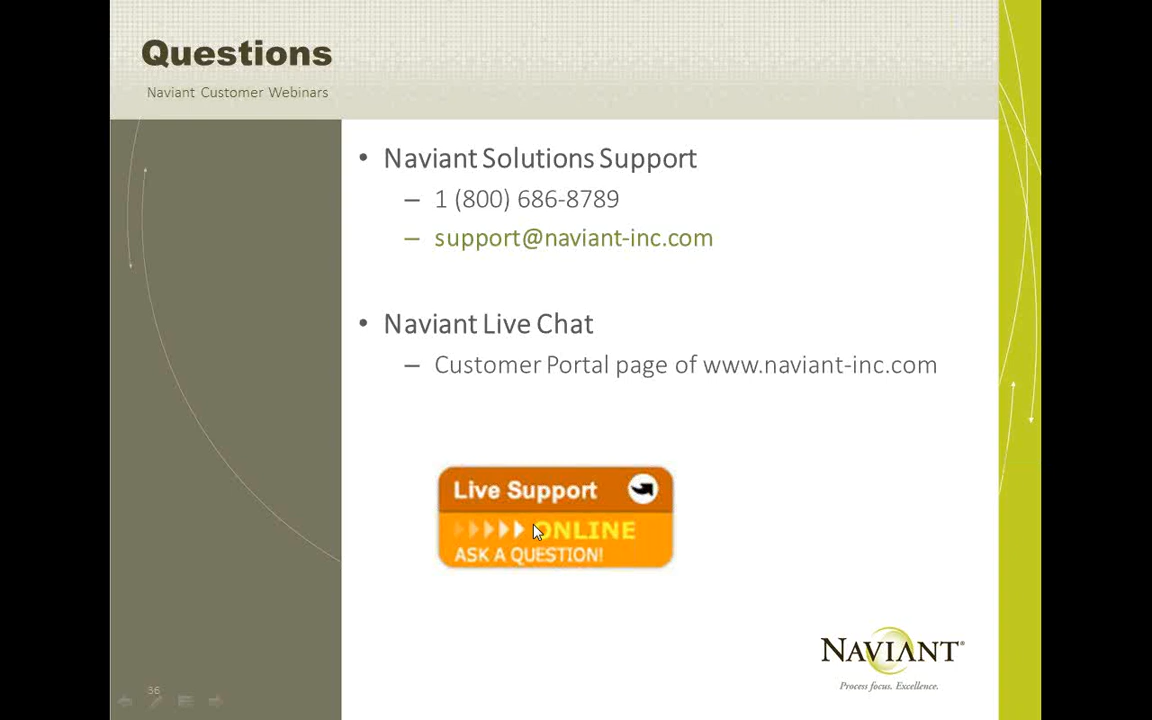 Questions
Naviant Customer Webinars
• Naviant Solutions Support
– 1 (800) 686-8789
– support@naviant-inc.com
• Naviant Live Chat
– Customer Portal page of www.naviant-inc.com
Live Support
ONLINE
ASK A QUESTION!
NAVIANT®
Process focus. Excellence.
36